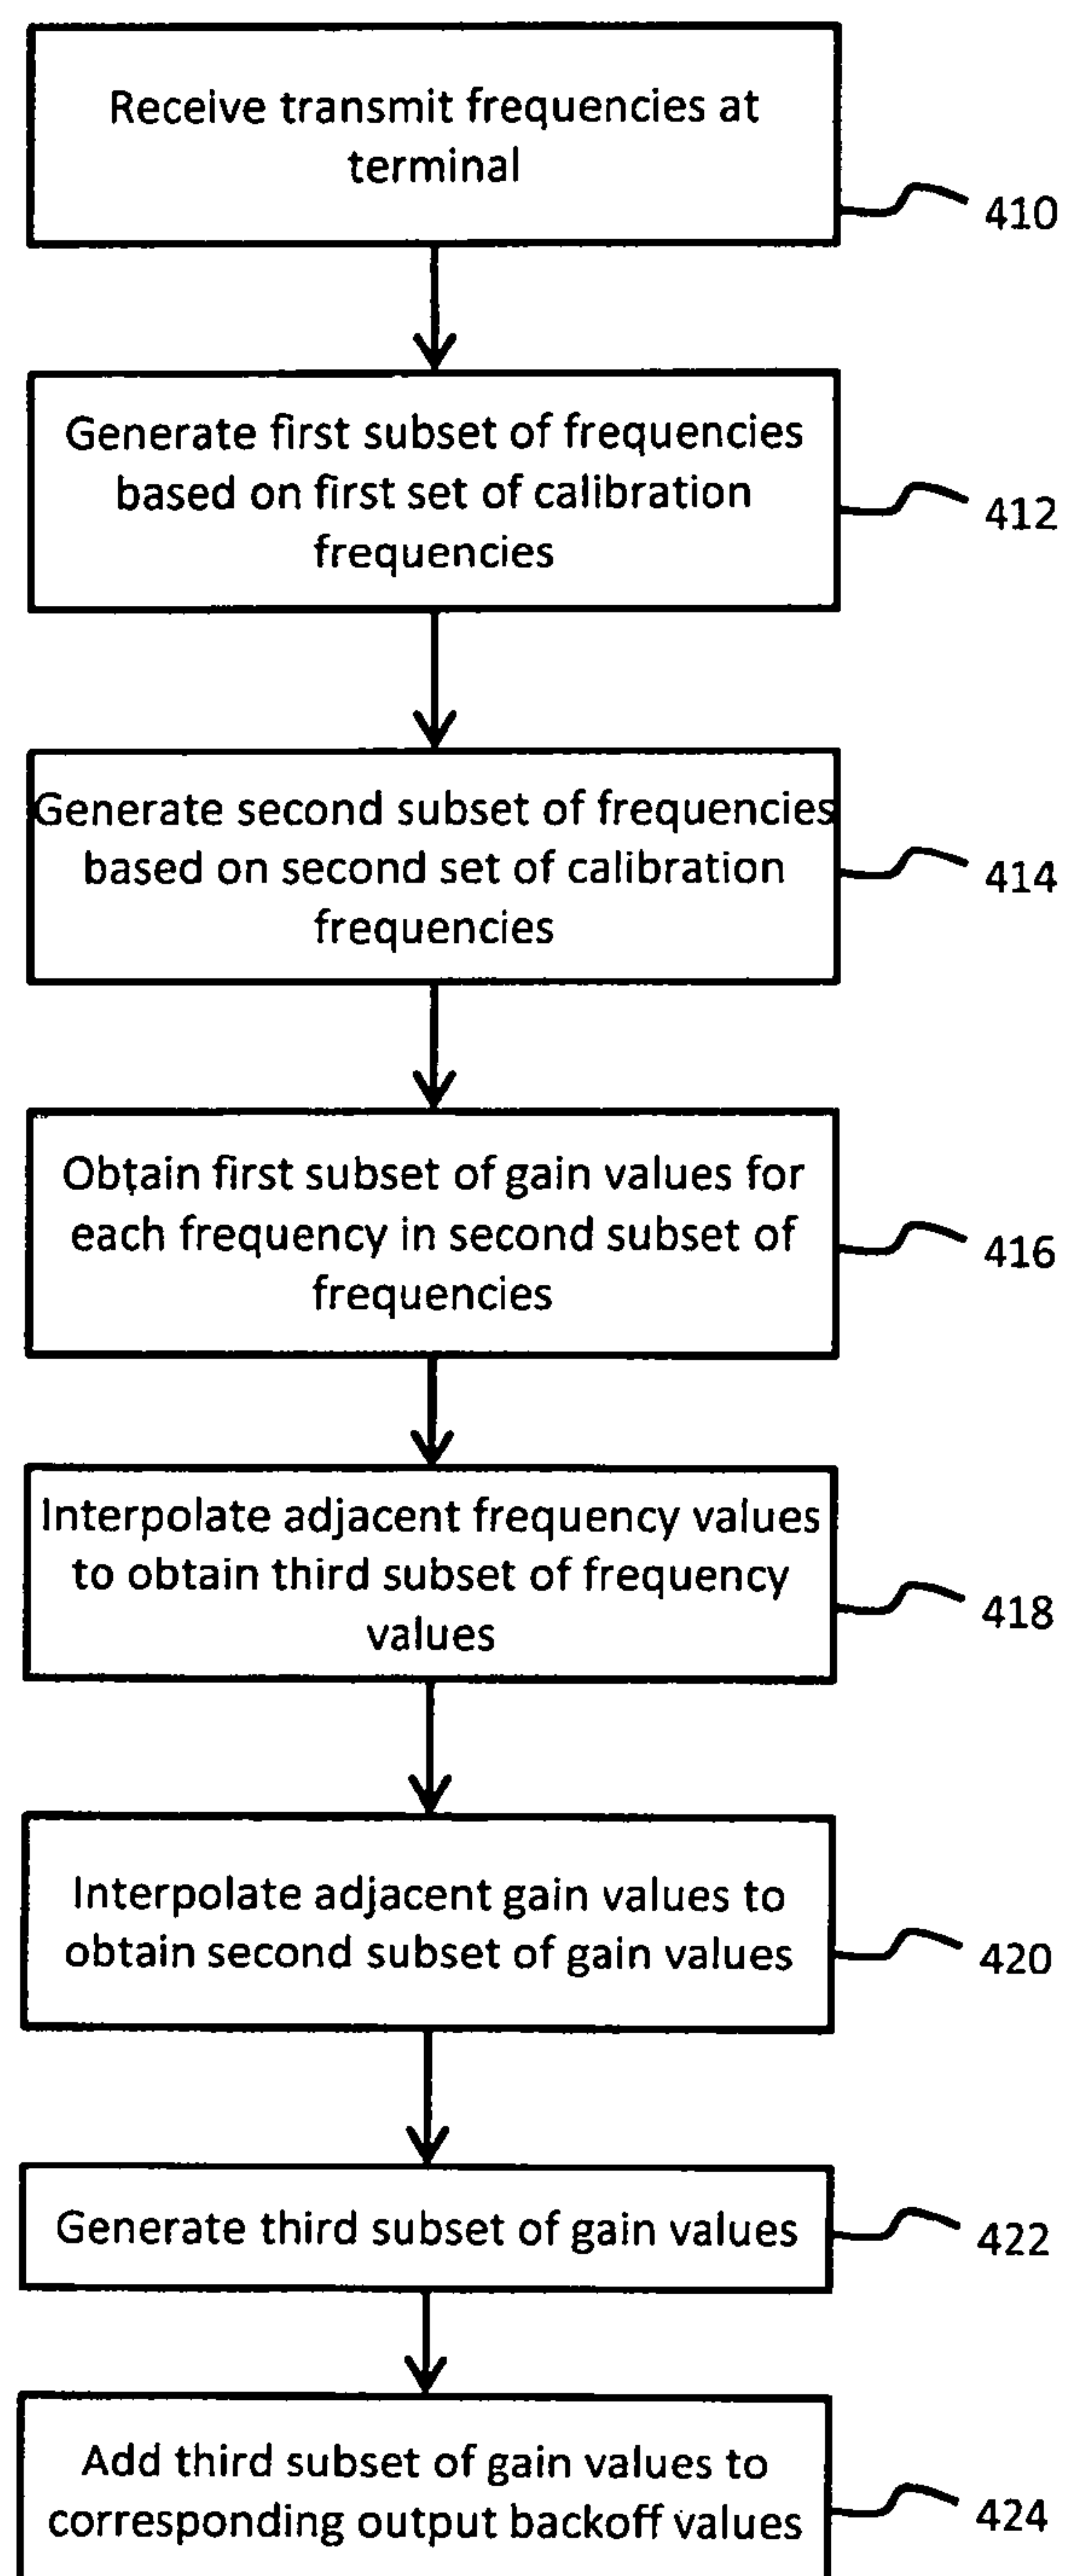 Receive transmit frequencies at
terminal
410
Generate first subset of frequencies
based on first set of calibration
frequencies
412
Generate second subset of frequencies
based on second set of calibration
frequencies
414
Obtain first subset of gain values for
each frequency in second subset of
frequencies
416
Interpolate adjacent frequency values
to obtain third subset of frequency
values
418
Interpolate adjacent gain values to
obtain second subset of gain values
420
Generate third subset of gain values
422
Add third subset of gain values to
corresponding output backoff values
424